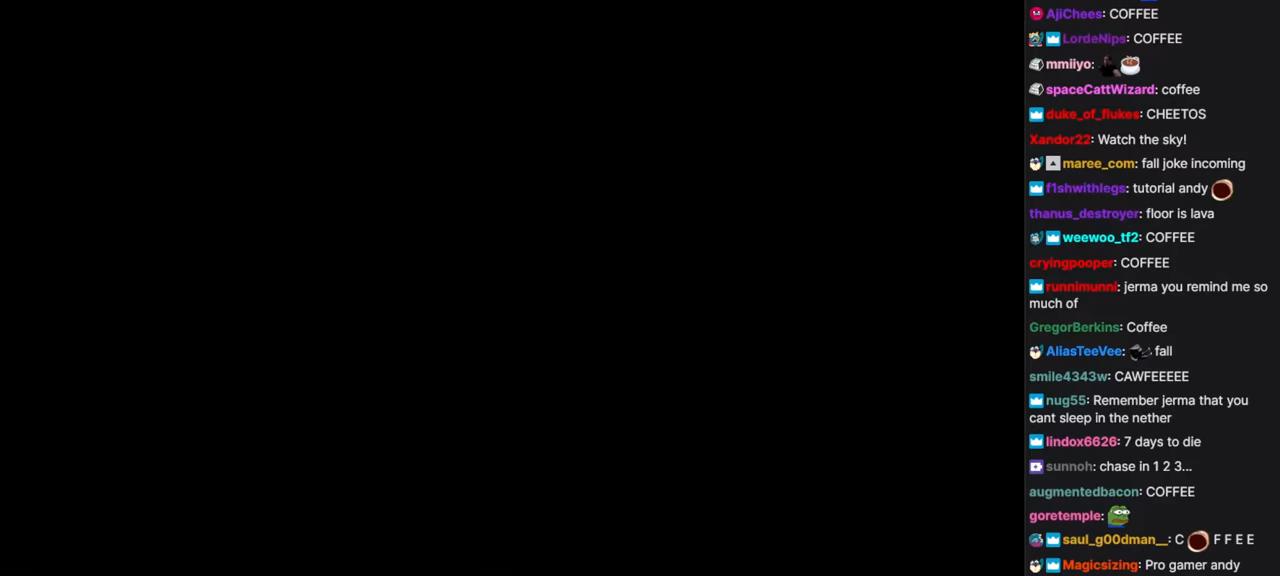 AjiChees: COFFEE
LordeNips: COFFEE
mmiiyo:
spaceCattWizard: coffee
duke_of_flukes: CHEETOS
Xandor22: Watch the sky!
maree_com: fall joke incoming
f1shwithlegs: tutorial andy
thanus_destroyer: floor is lava
weewoo_tf2: COFFEE
cryingpooper: COFFEE
runnimunni: jerma you remind me so
much of
GregorBerkins: Coffee
AliasTeeVee: fall
smile4343w: CAWFEEEEE
nug55: Remember jerma that you
cant sleep in the nether
lindox6626: 7 days to die
sunnoh: chase in 1 2 3...
augmentedbacon: COFFEE
goretemple:
saul_g00dman__: C F F E E
Magicsizing: Pro gamer andy